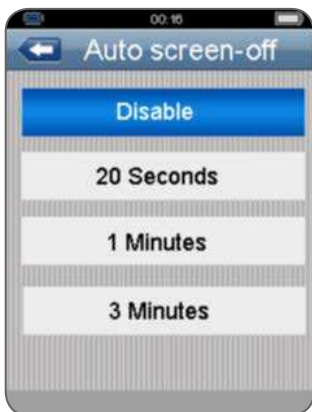 00:16
Auto screen-off
Disable
20 Seconds
1 Minutes
3 Minutes